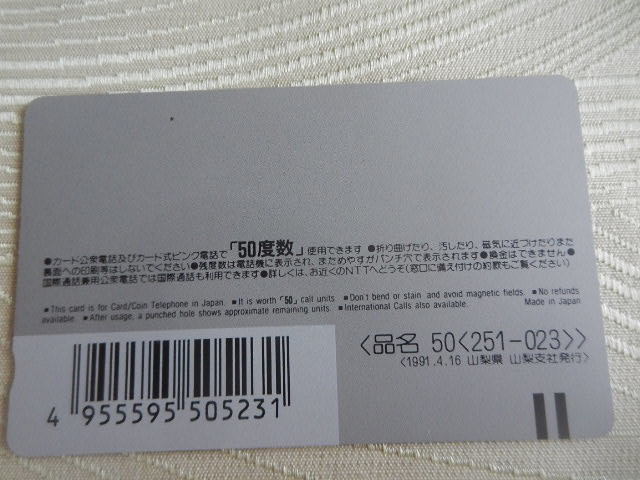 ●カード公衆電話及びカード式ピンク電話で「50度数」使用できます ●折り曲げたり、汚したり、磁気に近づけたりまた
裏面への印刷等はしないでください●残度数は電話機に表示され、まためやすがパンチ穴で表示されます●換金はできません●
国際通話兼用公衆電話では国際通話も利用できます●詳しくは、お近くのNTTへどうぞ(窓口に備え付けの約款もご覧ください)
■This card is for Card/Coin Telephone in Japan. ■It is worth「50」call units ■Don't bend or stain and avoid magnetic fields. ■No refunds
available. ■After usage, a punched hole shows approximate remaining units. ■International Calls also available. Made in Japan
〈品名 50〈251-023〉〉
〈1991.4.16 山梨県 山梨支社発行〉
4 955595 505231